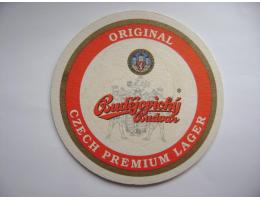 ORIGINAL
Budějovický
Budvar
®
CZECH PREMIUM LAGER